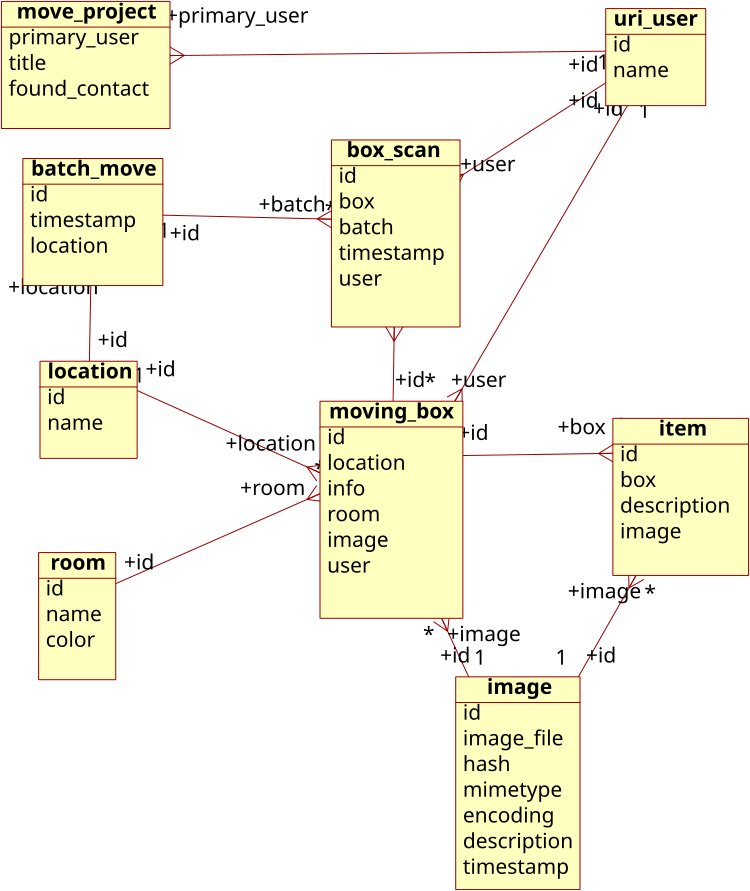 move_project
primary_user
title
found_contact
+primary_user
uri_user
id
name
+id
1
+id
+id
1
batch_move
id
timestamp
location
1
+id
+location
box_scan
id
box
batch
timestamp
user
+batch
*
+user
+id
*
+id
location
id
name
1
+id
+location
*
+room
moving_box
id
location
info
room
image
user
+user
+id
+box
item
id
box
description
image
+image
*
room
id
name
color
+id
*
+image
+id
1
1
+id
image
id
image_file
hash
mimetype
encoding
description
timestamp